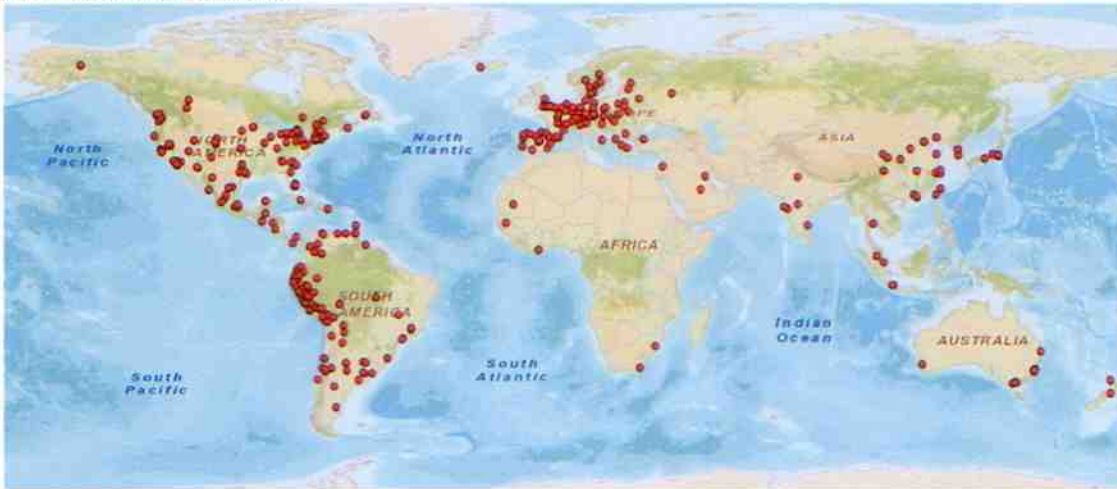 North
Pacific
NORTH
AMERICA
North
Atlantic
ASIA
AFRICA
SOUTH
AMERICA
Indian
Ocean
AUSTRALIA
South
Pacific
South
Atlantic